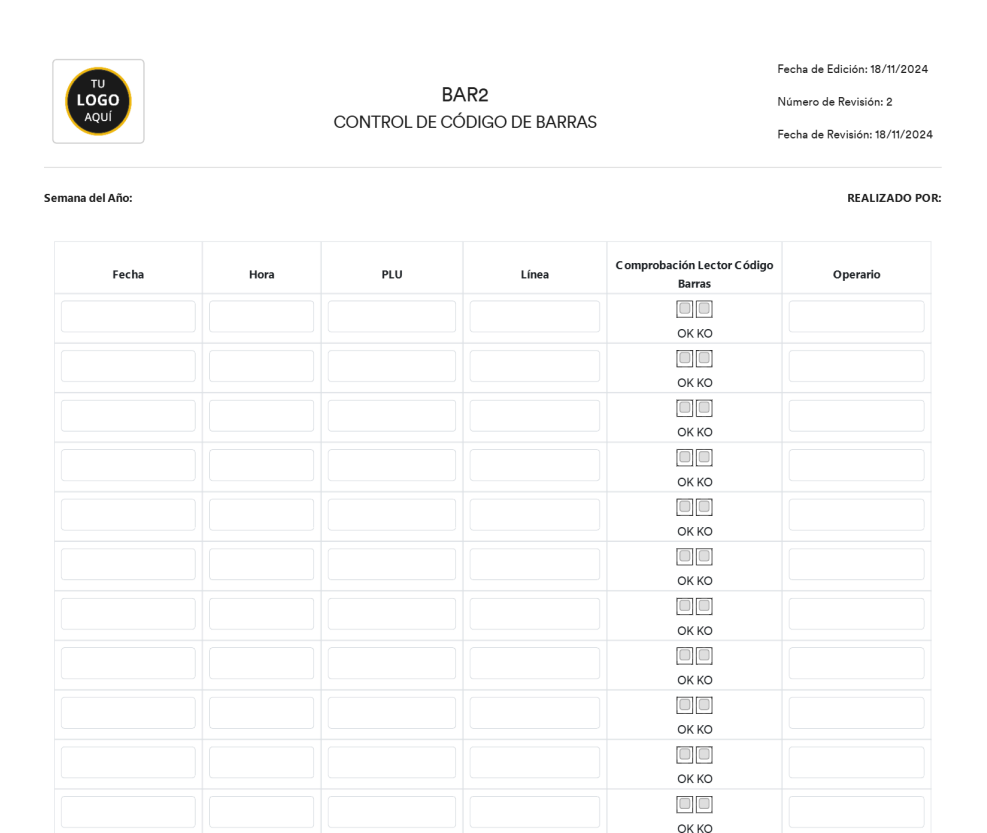 TU
LOGO
AQUÍ
BAR2
CONTROL DE CÓDIGO DE BARRAS
Fecha de Edición: 18/11/2024
Número de Revisión: 2
Fecha de Revisión: 18/11/2024
Semana del Año:
REALIZADO POR:
Fecha Hora PLU Línea Comprobación Lector Código Barras Operario
OK KO
OK KO
OK KO
OK KO
OK KO
OK KO
OK KO
OK KO
OK KO
OK KO
OK KO